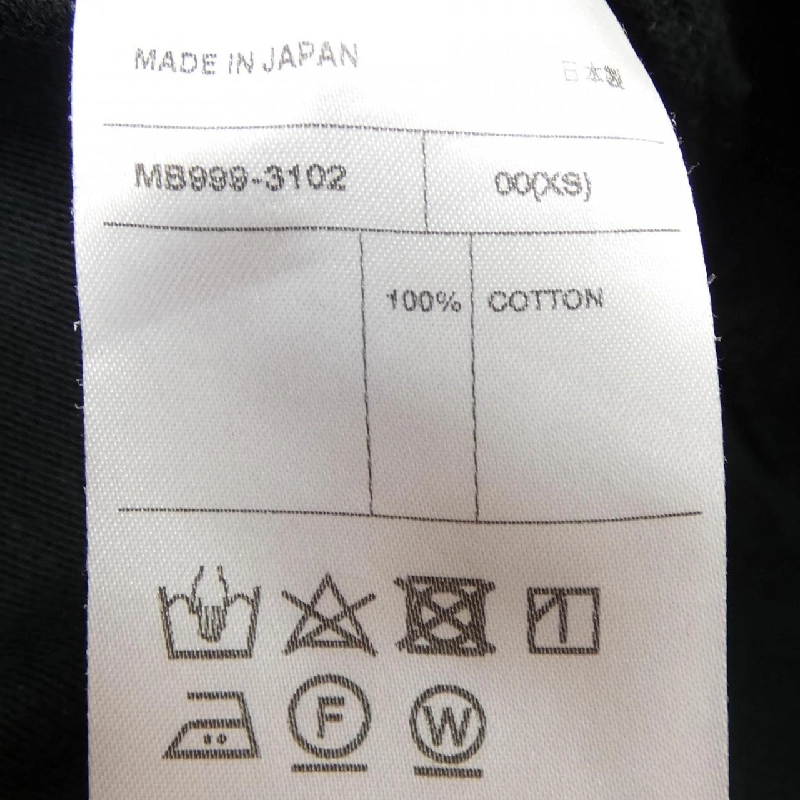 MADE IN JAPAN 日本製
MB999-3102 00(XS)
100% COTTON
F W